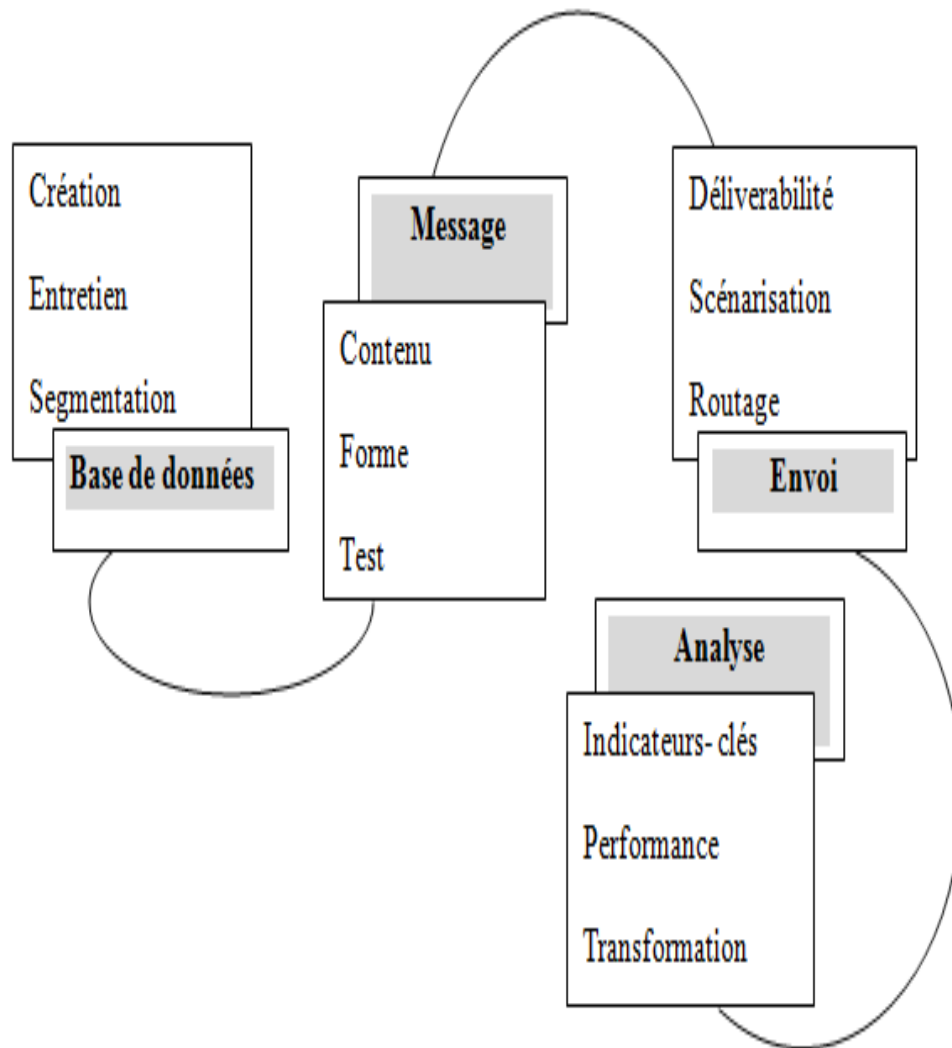 Création
Entretien
Segmentation
Base de données
Message
Contenu
Forme
Test
Déliverabilité
Scénarisation
Routage
Envoi
Analyse
Indicateurs- clés
Performance
Transformation